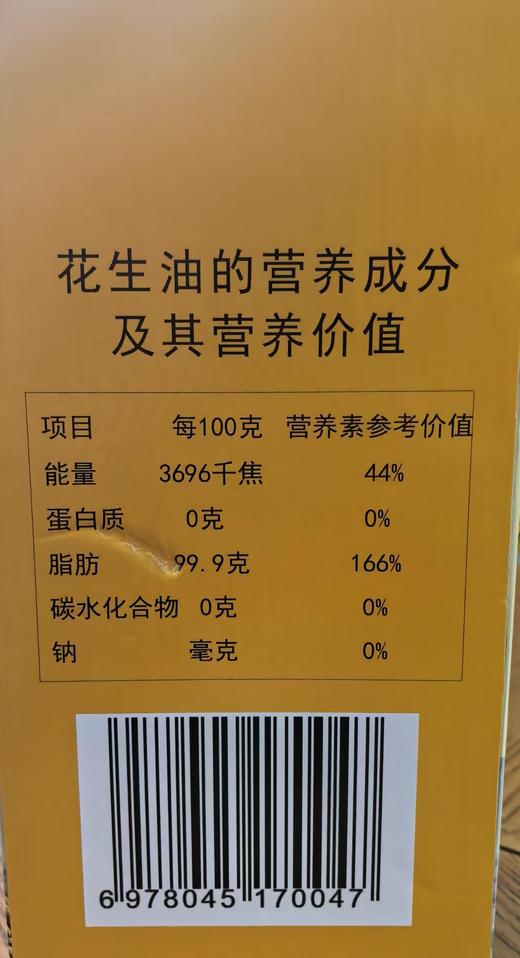 花生油的营养成分
及其营养价值
项目 每100克 营养素参考价值
能量 3696千焦 44%
蛋白质 0克 0%
脂肪 99.9克 166%
碳水化合物 0克 0%
钠 毫克 0%
6 978045 170047